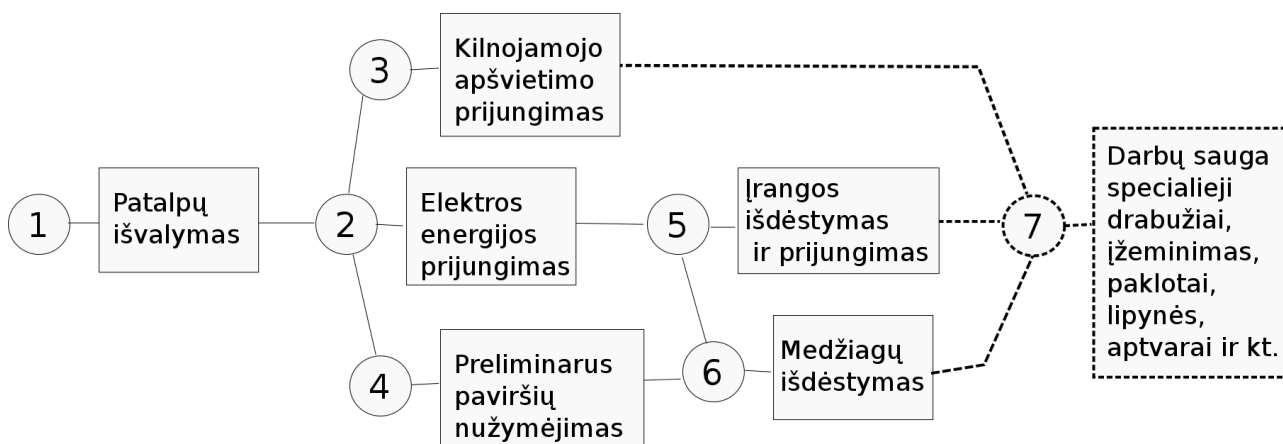 1
Patalpų
išvalymas
2
3
Kilnojamojo
apšvietimo
prijungimas
Elektros
energijos
prijungimas
4
Preliminarus
paviršių
nužymėjimas
5
Įrangos
išdėstymas
ir prijungimas
6
Medžiagų
išdėstymas
7
Darbų sauga
specialieji
drabužiai,
įžeminimas,
paklotai,
lipynės,
aptvarai ir kt.